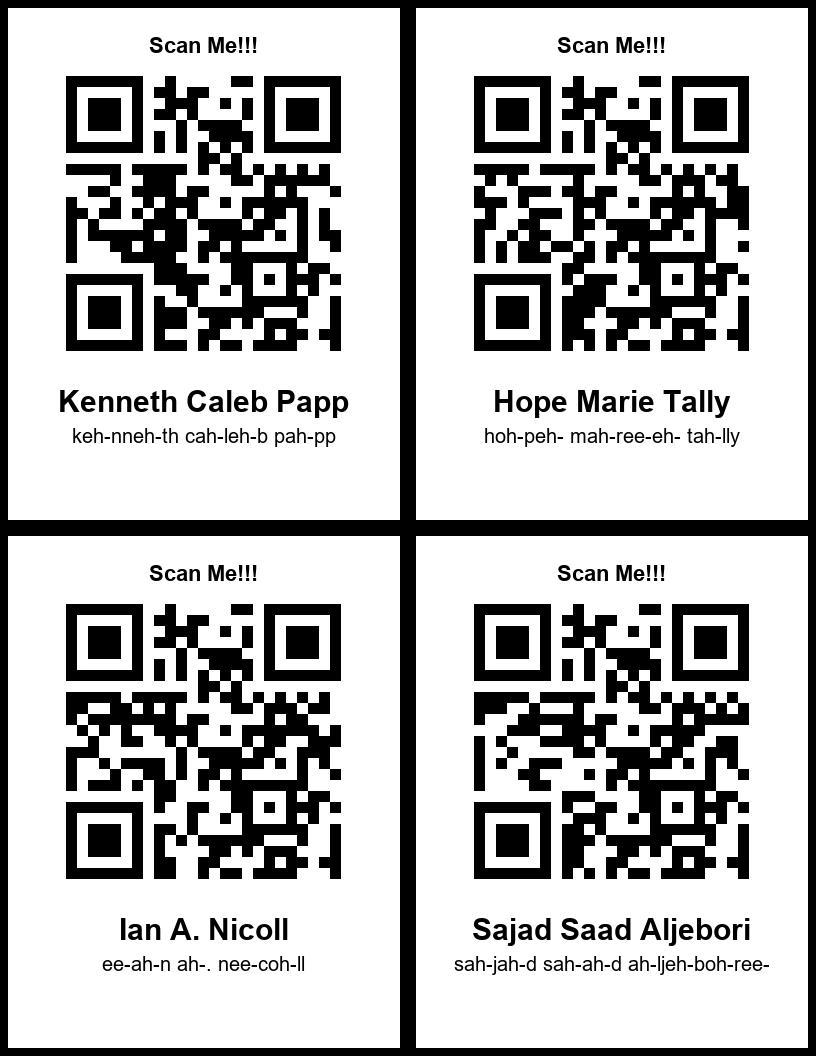 Scan Me!!!
Kenneth Caleb Papp
keh-nneh-th cah-leh-b pah-pp
Scan Me!!!
Hope Marie Tally
hoh-peh- mah-ree-eh- tah-lly
Scan Me!!!
Ian A. Nicoll
ee-ah-n ah-. nee-coh-ll
Scan Me!!!
Sajad Saad Aljebori
sah-jah-d sah-ah-d ah-ljeh-boh-ree-